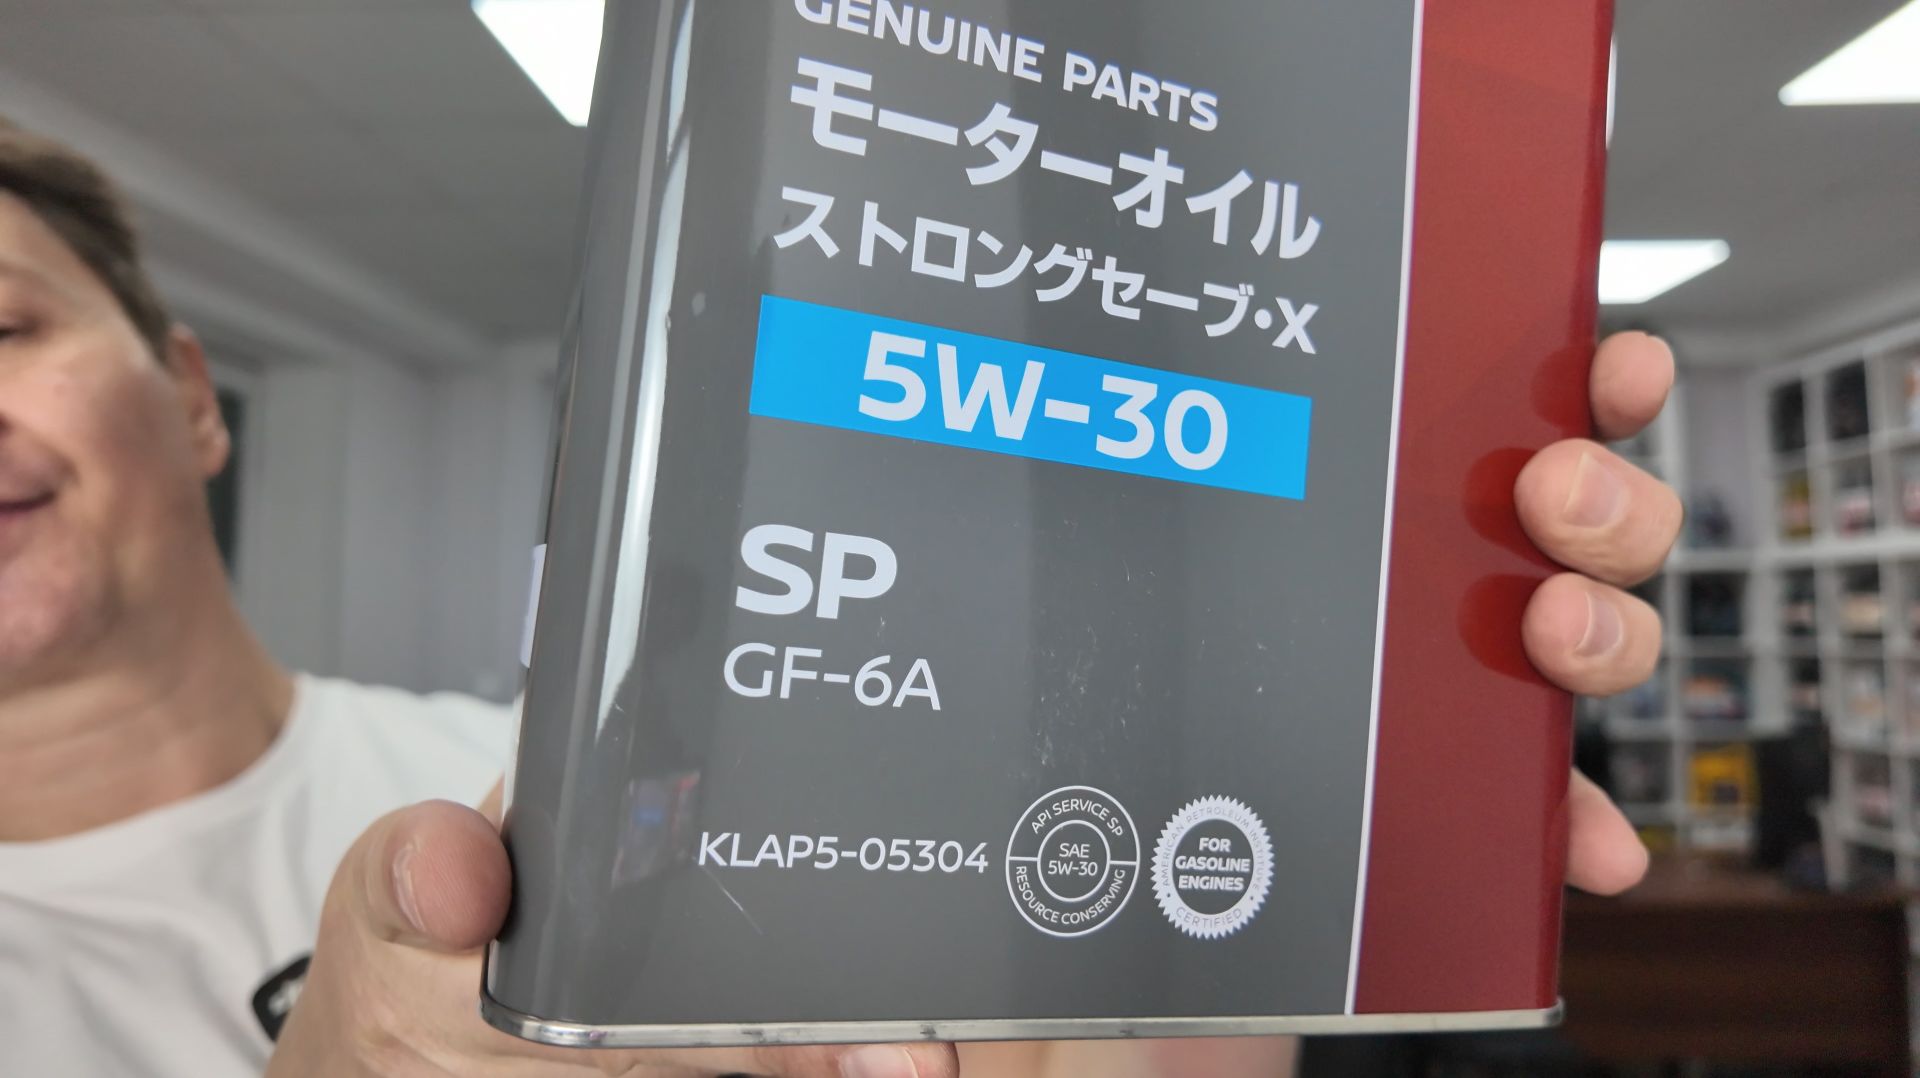 GENUINE PARTS
モーターオイル
ストロングセーブ・X
5W-30
SP
GF-6A
KLAP5-05304
API SERVICE SP
SAE
5W-30
RESOURCE CONSERVING
AMERICAN PETROLEUM INSTITUTE
FOR
GASOLINE
ENGINES
CERTIFIED